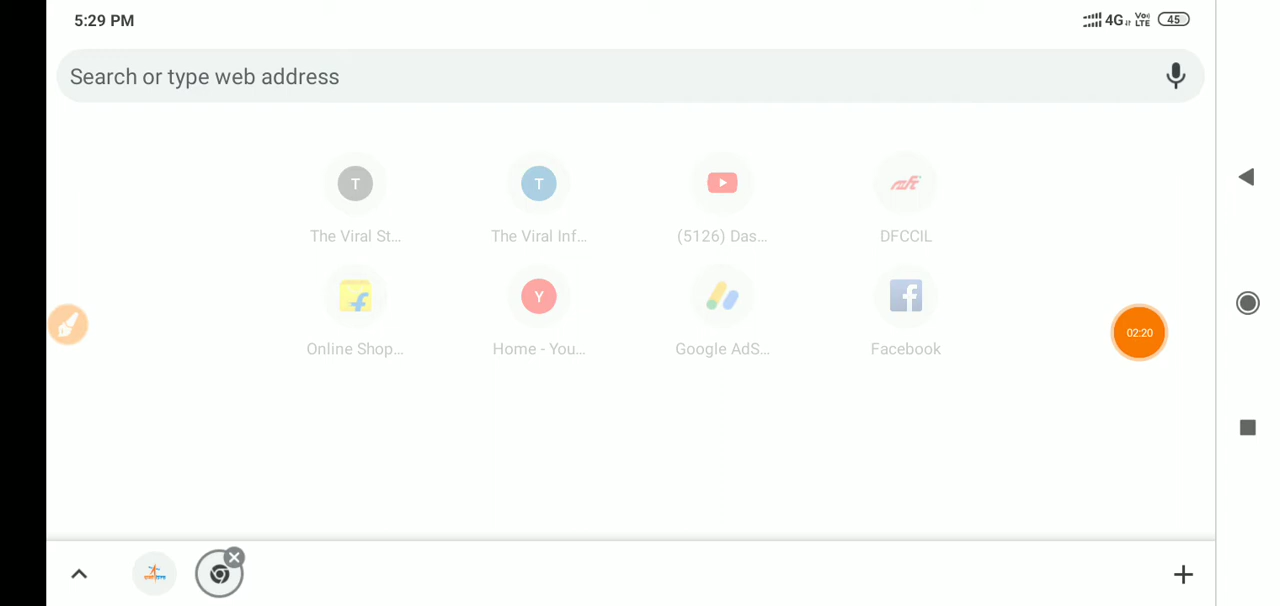 5:29 PM 4G Vo) LTE 45
Search or type web address
T T
The Viral St... The Viral Inf... (5126) Das... DFCCIL
Y
02:20
Online Shop... Home - You... Google AdS... Facebook